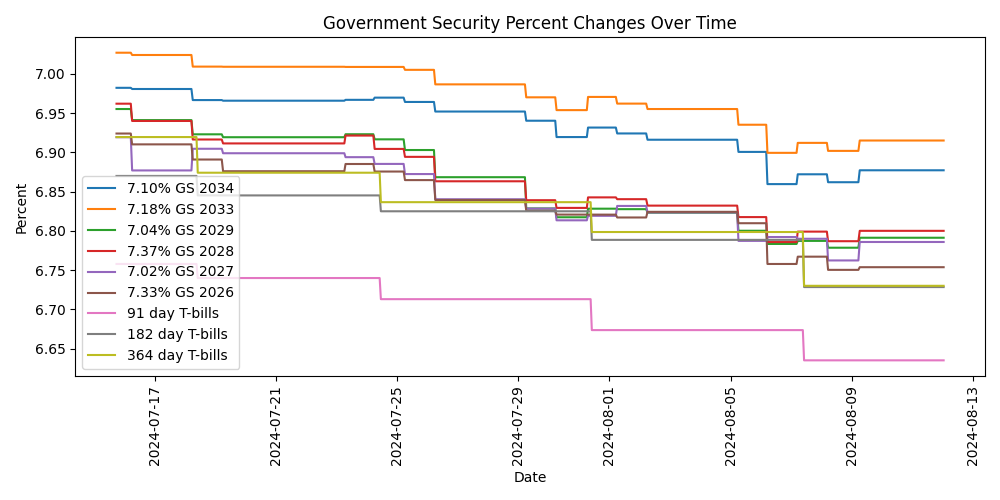 Government Security Percent Changes Over Time
Percent
7.00
6.95
6.90
6.85
6.80
6.75
6.70
6.65
7.10% GS 2034
7.18% GS 2033
7.04% GS 2029
7.37% GS 2028
7.02% GS 2027
7.33% GS 2026
91 day T-bills
182 day T-bills
364 day T-bills
2024-07-17
2024-07-21
2024-07-25
2024-07-29
2024-08-01
2024-08-05
2024-08-09
2024-08-13
Date